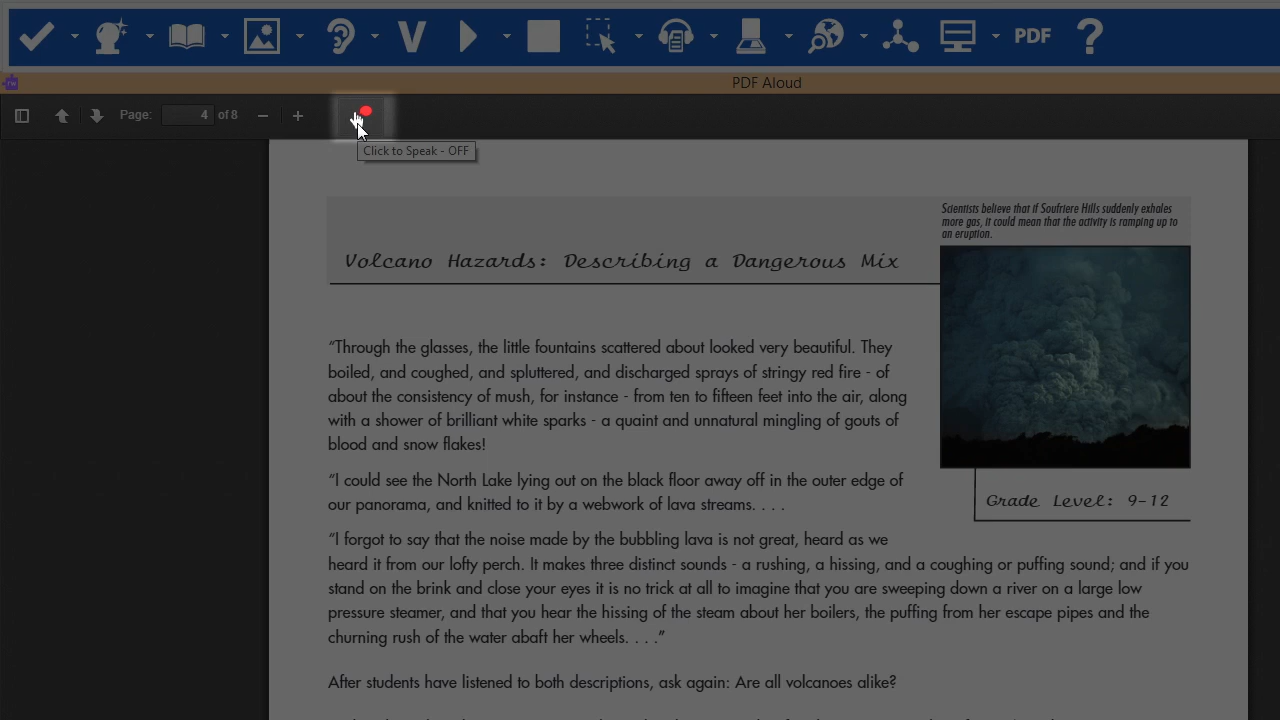 V
PDF
?
PDF Aloud
Page: 4 of 8
Click to Speak - OFF
Scientists believe that if Soufriere Hills suddenly exhales
more gas, it could mean that the activity is ramping up to
an eruption.
Volcano Hazards: Describing a Dangerous Mix
“Through the glasses, the little fountains scattered about looked very beautiful. They
boiled, and coughed, and spluttered, and discharged sprays of stringy red fire - of
about the consistency of mush, for instance - from ten to fifteen feet into the air, along
with a shower of brilliant white sparks - a quaint and unnatural mingling of gouts of
blood and snow flakes!
“I could see the North Lake lying out on the black floor away off in the outer edge of
our panorama, and knitted to it by a webwork of lava streams. . . .
Grade Level: 9-12
“I forgot to say that the noise made by the bubbling lava is not great, heard as we
heard it from our lofty perch. It makes three distinct sounds - a rushing, a hissing, and a coughing or puffing sound; and if you
stand on the brink and close your eyes it is no trick at all to imagine that you are sweeping down a river on a large low
pressure steamer, and that you hear the hissing of the steam about her boilers, the puffing from her escape pipes and the
churning rush of the water abaft her wheels. . . .”
After students have listened to both descriptions, ask again: Are all volcanoes alike?